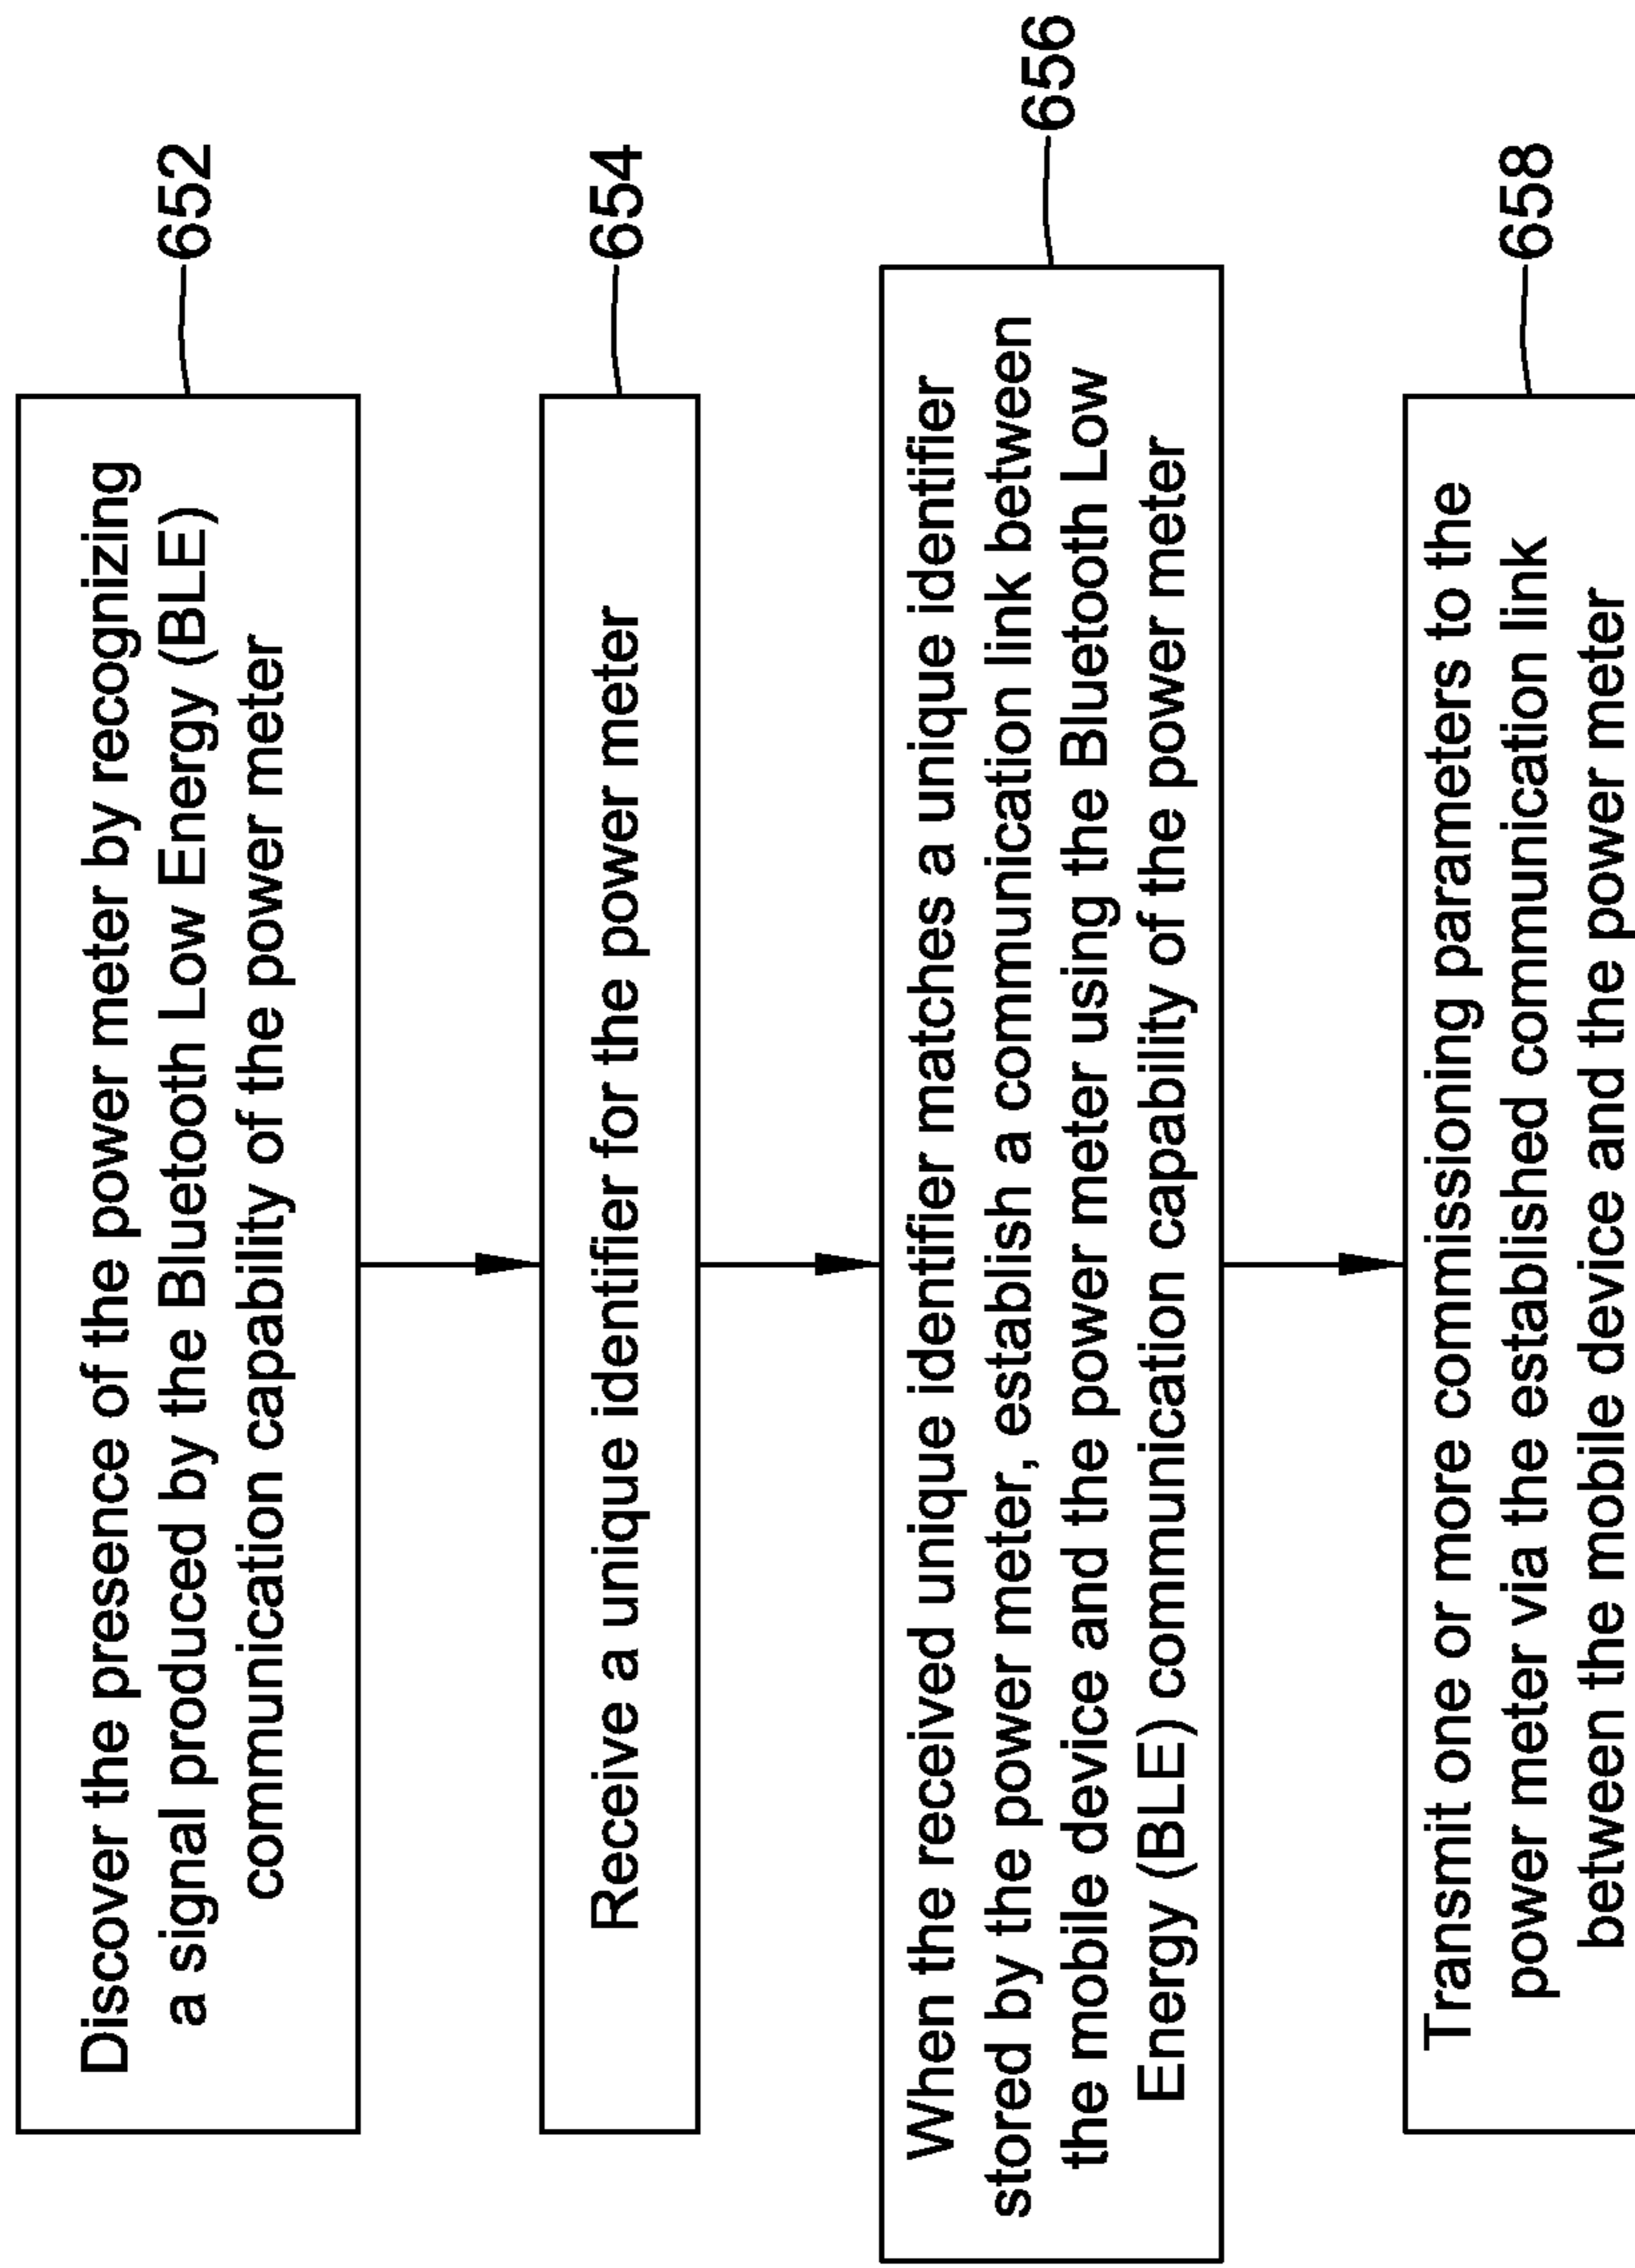 652
Discover the presence of the power meter by recognizing
a signal produced by the Bluetooth Low Energy (BLE)
communication capability of the power meter
654
Receive a unique identifier for the power meter
656
When the received unique identifier matches a unique identifier
stored by the power meter, establish a communication link between
the mobile device and the power meter using the Bluetooth Low
Energy (BLE) communication capability of the power meter
658
Transmit one or more commissioning parameters to the
power meter via the established communication link
between the mobile device and the power meter